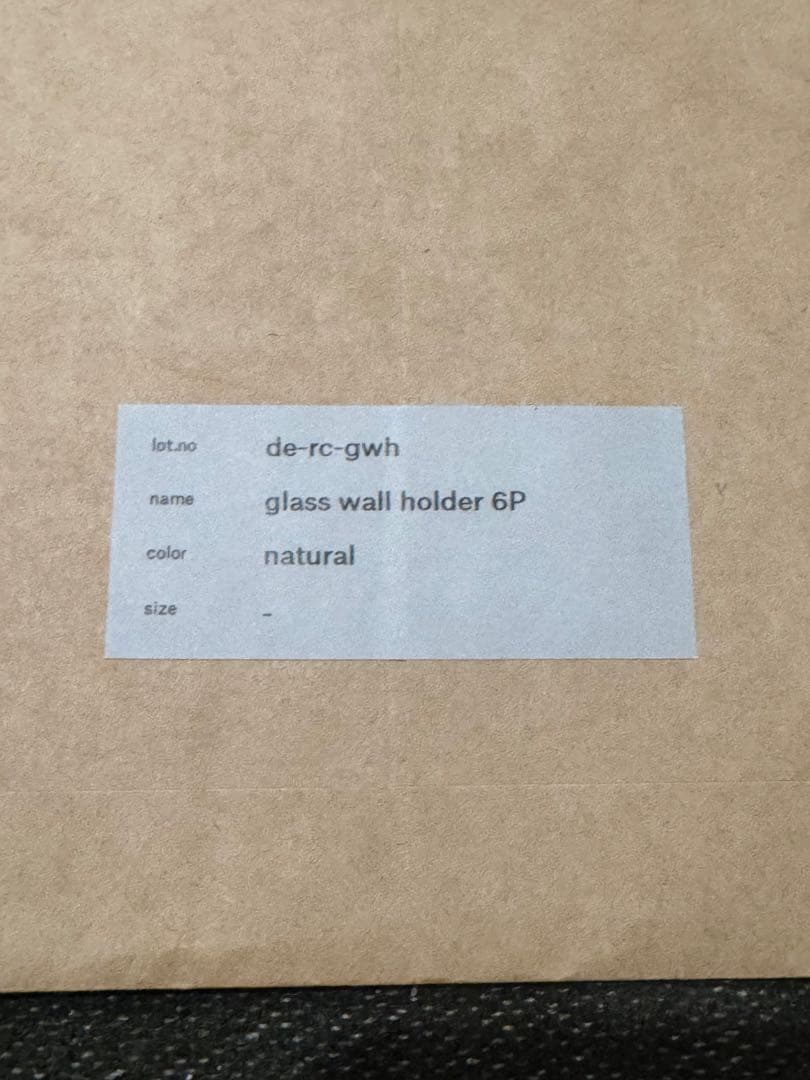 lot.no de-rc-gwh
name glass wall holder 6P
color natural
size -